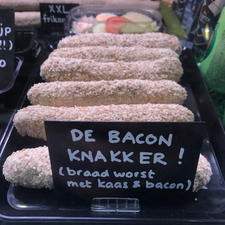 XXL
frikan
!!)
DE BACON
KNAKKER !
(braad worst
met kaas & bacon)